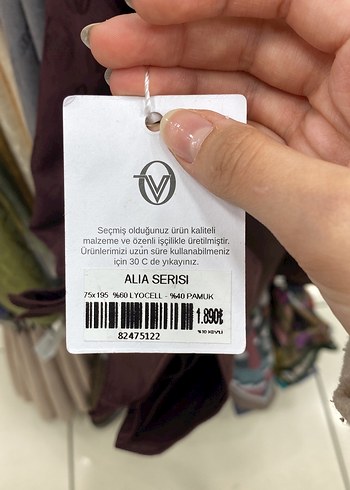 Seçmiş olduğunuz ürün kaliteli
malzeme ve özenli işçilikle üretilmiştir.
Ürünlerimizi uzun süre kullanabilmeniz
için 30 C de yıkayınız.
ALIA SERISI
75x195 %60 LYOCELL - %40 PAMUK
1.890₺
82475122